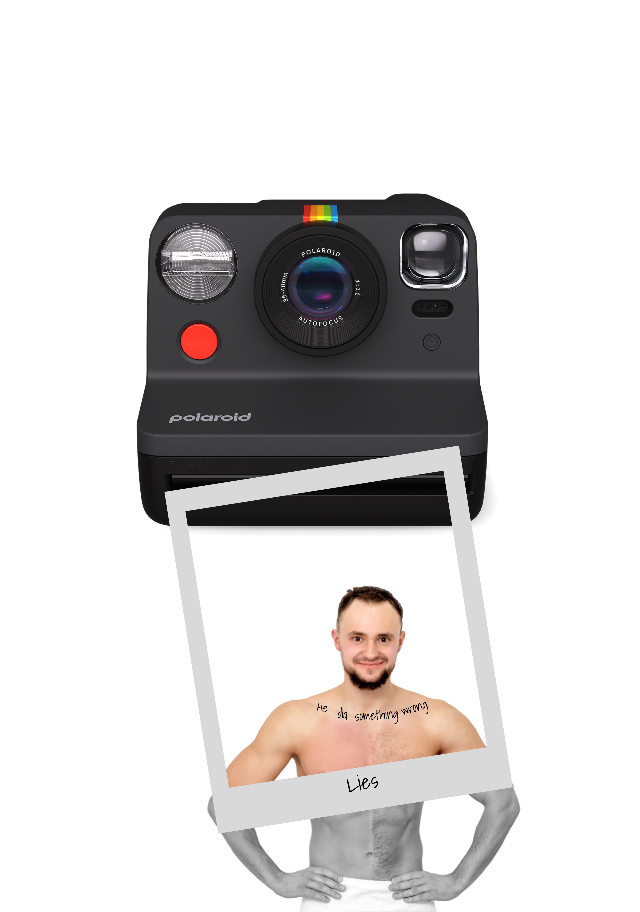 POLAROID
AUTOFOCUS
polaroid
He did something wrong
Lies